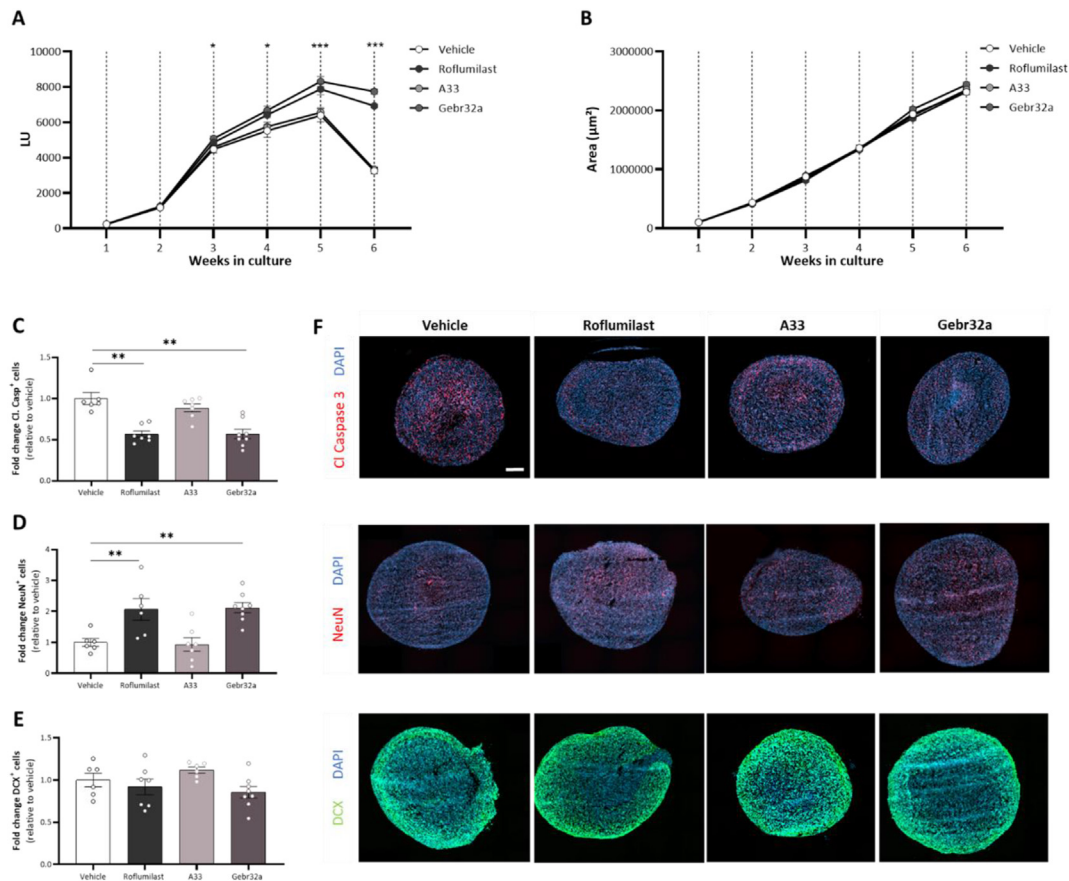 A
LU
10000
8000
6000
4000
2000
0
* * *** ***
1 2 3 4 5 6
Weeks in culture
Vehicle
Roflumilast
A33
Gebr32a
B
Area (µm²)
3000000
2000000
1000000
0
1 2 3 4 5 6
Weeks in culture
Vehicle
Roflumilast
A33
Gebr32a
C
Fold change Cl. Casp⁺ cells
(relative to vehicle)
1.5
1.0
0.5
0.0
**
**
Vehicle Roflumilast A33 Gebr32a
D
Fold change NeuN⁺ cells
(relative to vehicle)
4
3
2
1
0
**
**
Vehicle Roflumilast A33 Gebr32a
E
Fold change DCX⁺ cells
(relative to vehicle)
1.5
1.0
0.5
0.0
Vehicle Roflumilast A33 Gebr32a
F
Vehicle Roflumilast A33 Gebr32a
Cl Caspase 3 DAPI
NeuN DAPI
DCX DAPI